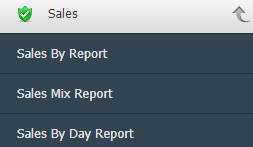 Sales
Sales By Report
Sales Mix Report
Sales By Day Report